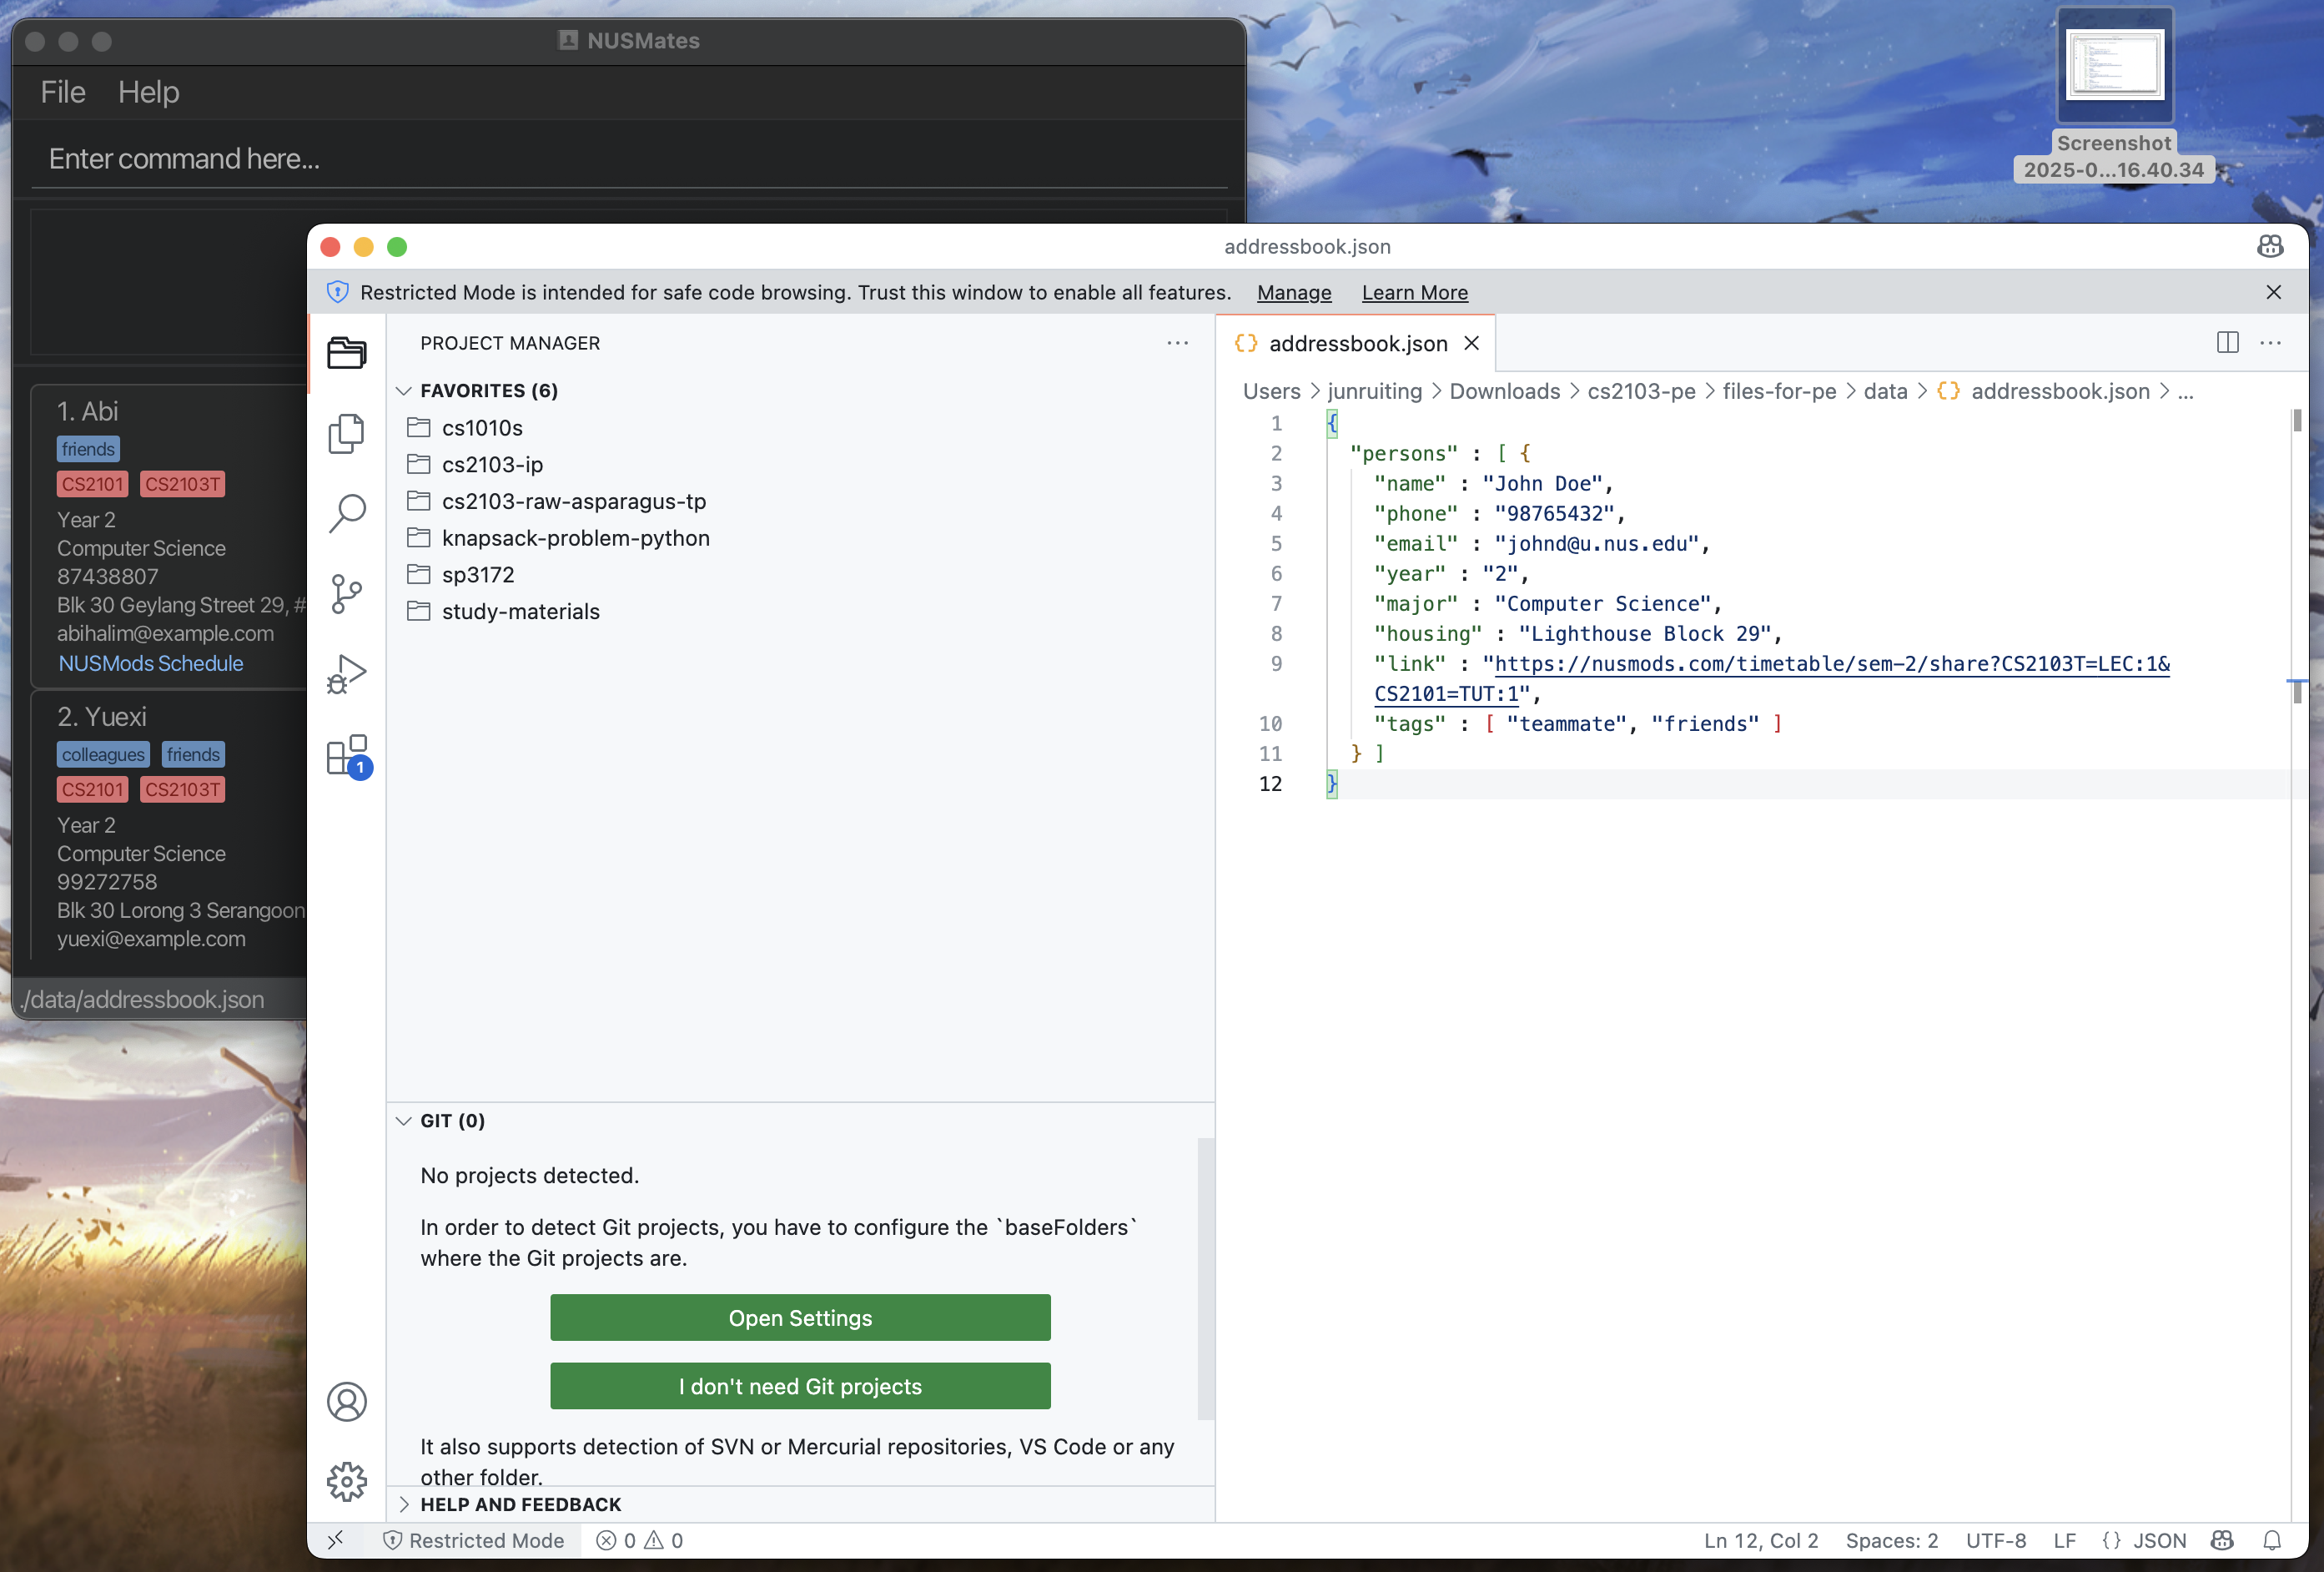 NUSMates
File Help
Enter command here...
1. Abi
friends
CS2101 CS2103T
Year 2
Computer Science
87438807
Blk 30 Geylang Street 29, #
abihalim@example.com
NUSMods Schedule
2. Yuexi
colleagues friends
CS2101 CS2103T
Year 2
Computer Science
99272758
Blk 30 Lorong 3 Serangoon
yuexi@example.com
./data/addressbook.json
Screenshot
2025-0...16.40.34
addressbook.json
Restricted Mode is intended for safe code browsing. Trust this window to enable all features. Manage Learn More
PROJECT MANAGER
FAVORITES (6)
cs1010s
cs2103-ip
cs2103-raw-asparagus-tp
knapsack-problem-python
sp3172
study-materials
1
GIT (0)
No projects detected.
In order to detect Git projects, you have to configure the `baseFolders`
where the Git projects are.
Open Settings
I don't need Git projects
It also supports detection of SVN or Mercurial repositories, VS Code or any
other folder.
HELP AND FEEDBACK
{} addressbook.json
Users > junruiting > Downloads > cs2103-pe > files-for-pe > data > {} addressbook.json > ...
1 {
2 "persons" : [ {
3 "name" : "John Doe",
4 "phone" : "98765432",
5 "email" : "johnd@u.nus.edu",
6 "year" : "2",
7 "major" : "Computer Science",
8 "housing" : "Lighthouse Block 29",
9 "link" : "https://nusmods.com/timetable/sem-2/share?CS2103T=LEC:1&
CS2101=TUT:1",
10 "tags" : [ "teammate", "friends" ]
11 } ]
12 }
Restricted Mode 0 0 Ln 12, Col 2 Spaces: 2 UTF-8 LF {} JSON